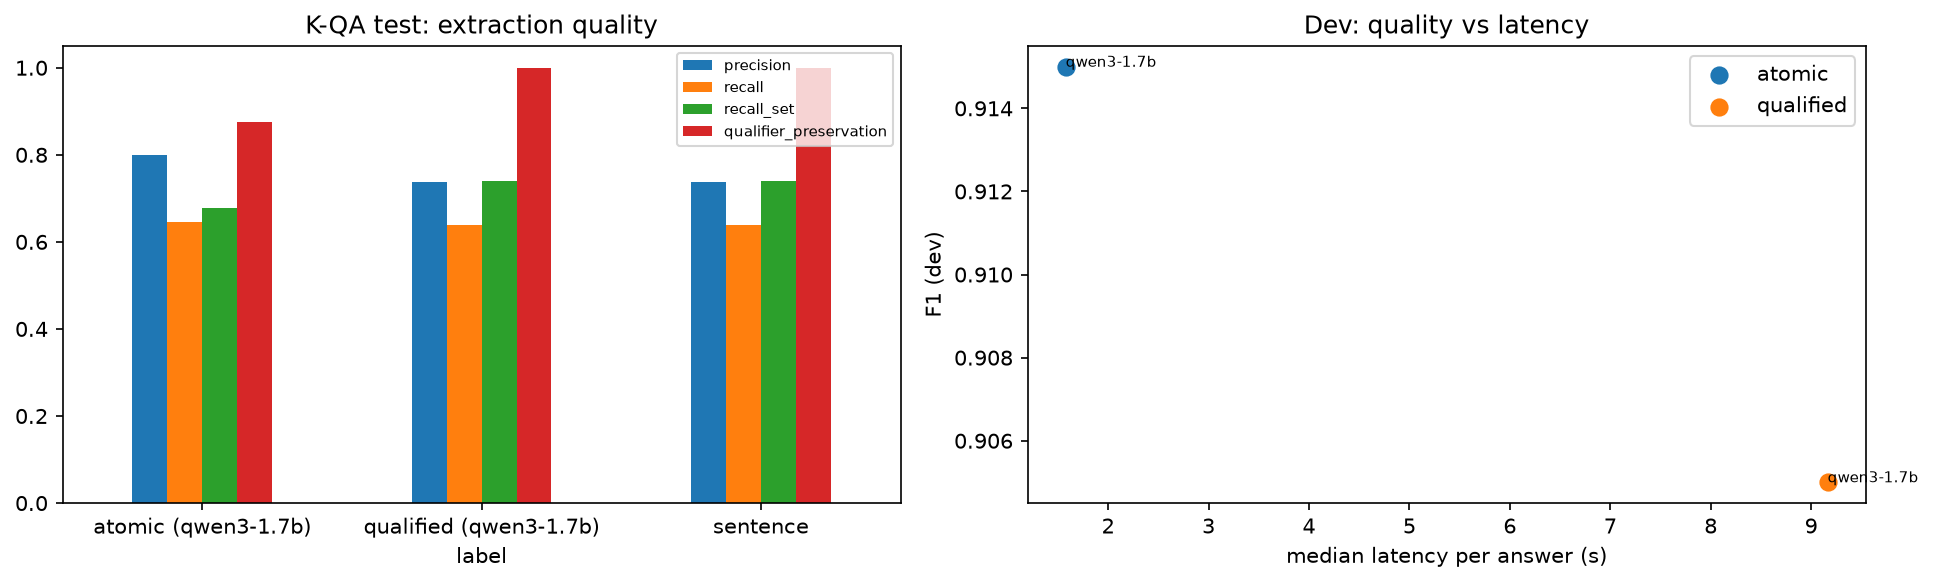 K-QA test: extraction quality
1.0
0.8
0.6
0.4
0.2
0.0
precision
recall
recall_set
qualifier_preservation
atomic (qwen3-1.7b)
qualified (qwen3-1.7b)
sentence
label
Dev: quality vs latency
F1 (dev)
0.914
0.912
0.910
0.908
0.906
qwen3-1.7b
atomic
qualified
qwen3-1.7b
2
3
4
5
6
7
8
9
median latency per answer (s)